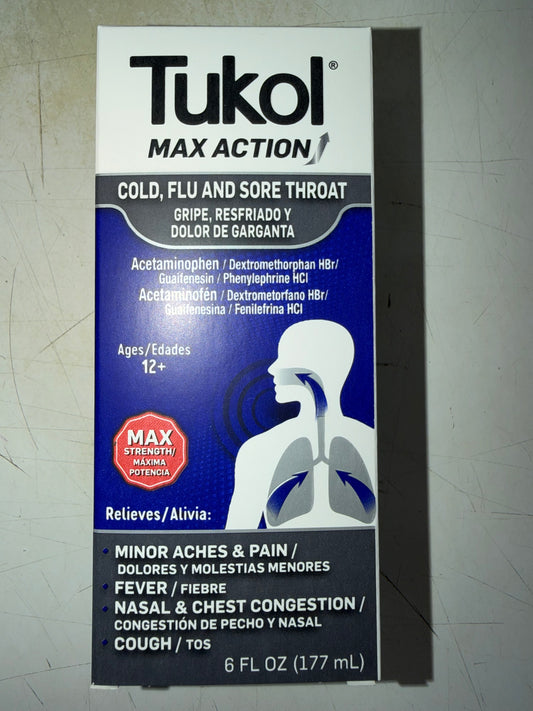 Tukol®
MAX ACTION
COLD, FLU AND SORE THROAT
GRIPE, RESFRIADO Y
DOLOR DE GARGANTA
Acetaminophen / Dextromethorphan HBr/
Guaifenesin / Phenylephrine HCl
Acetaminofén / Dextrometorfano HBr/
Guaifenesina / Fenilefrina HCl
Ages/Edades
12+
MAX
STRENGTH/
MÁXIMA
POTENCIA
Relieves/Alivia:
• MINOR ACHES & PAIN /
DOLORES Y MOLESTIAS MENORES
• FEVER / FIEBRE
• NASAL & CHEST CONGESTION /
CONGESTIÓN DE PECHO Y NASAL
• COUGH / TOS
6 FL OZ (177 mL)